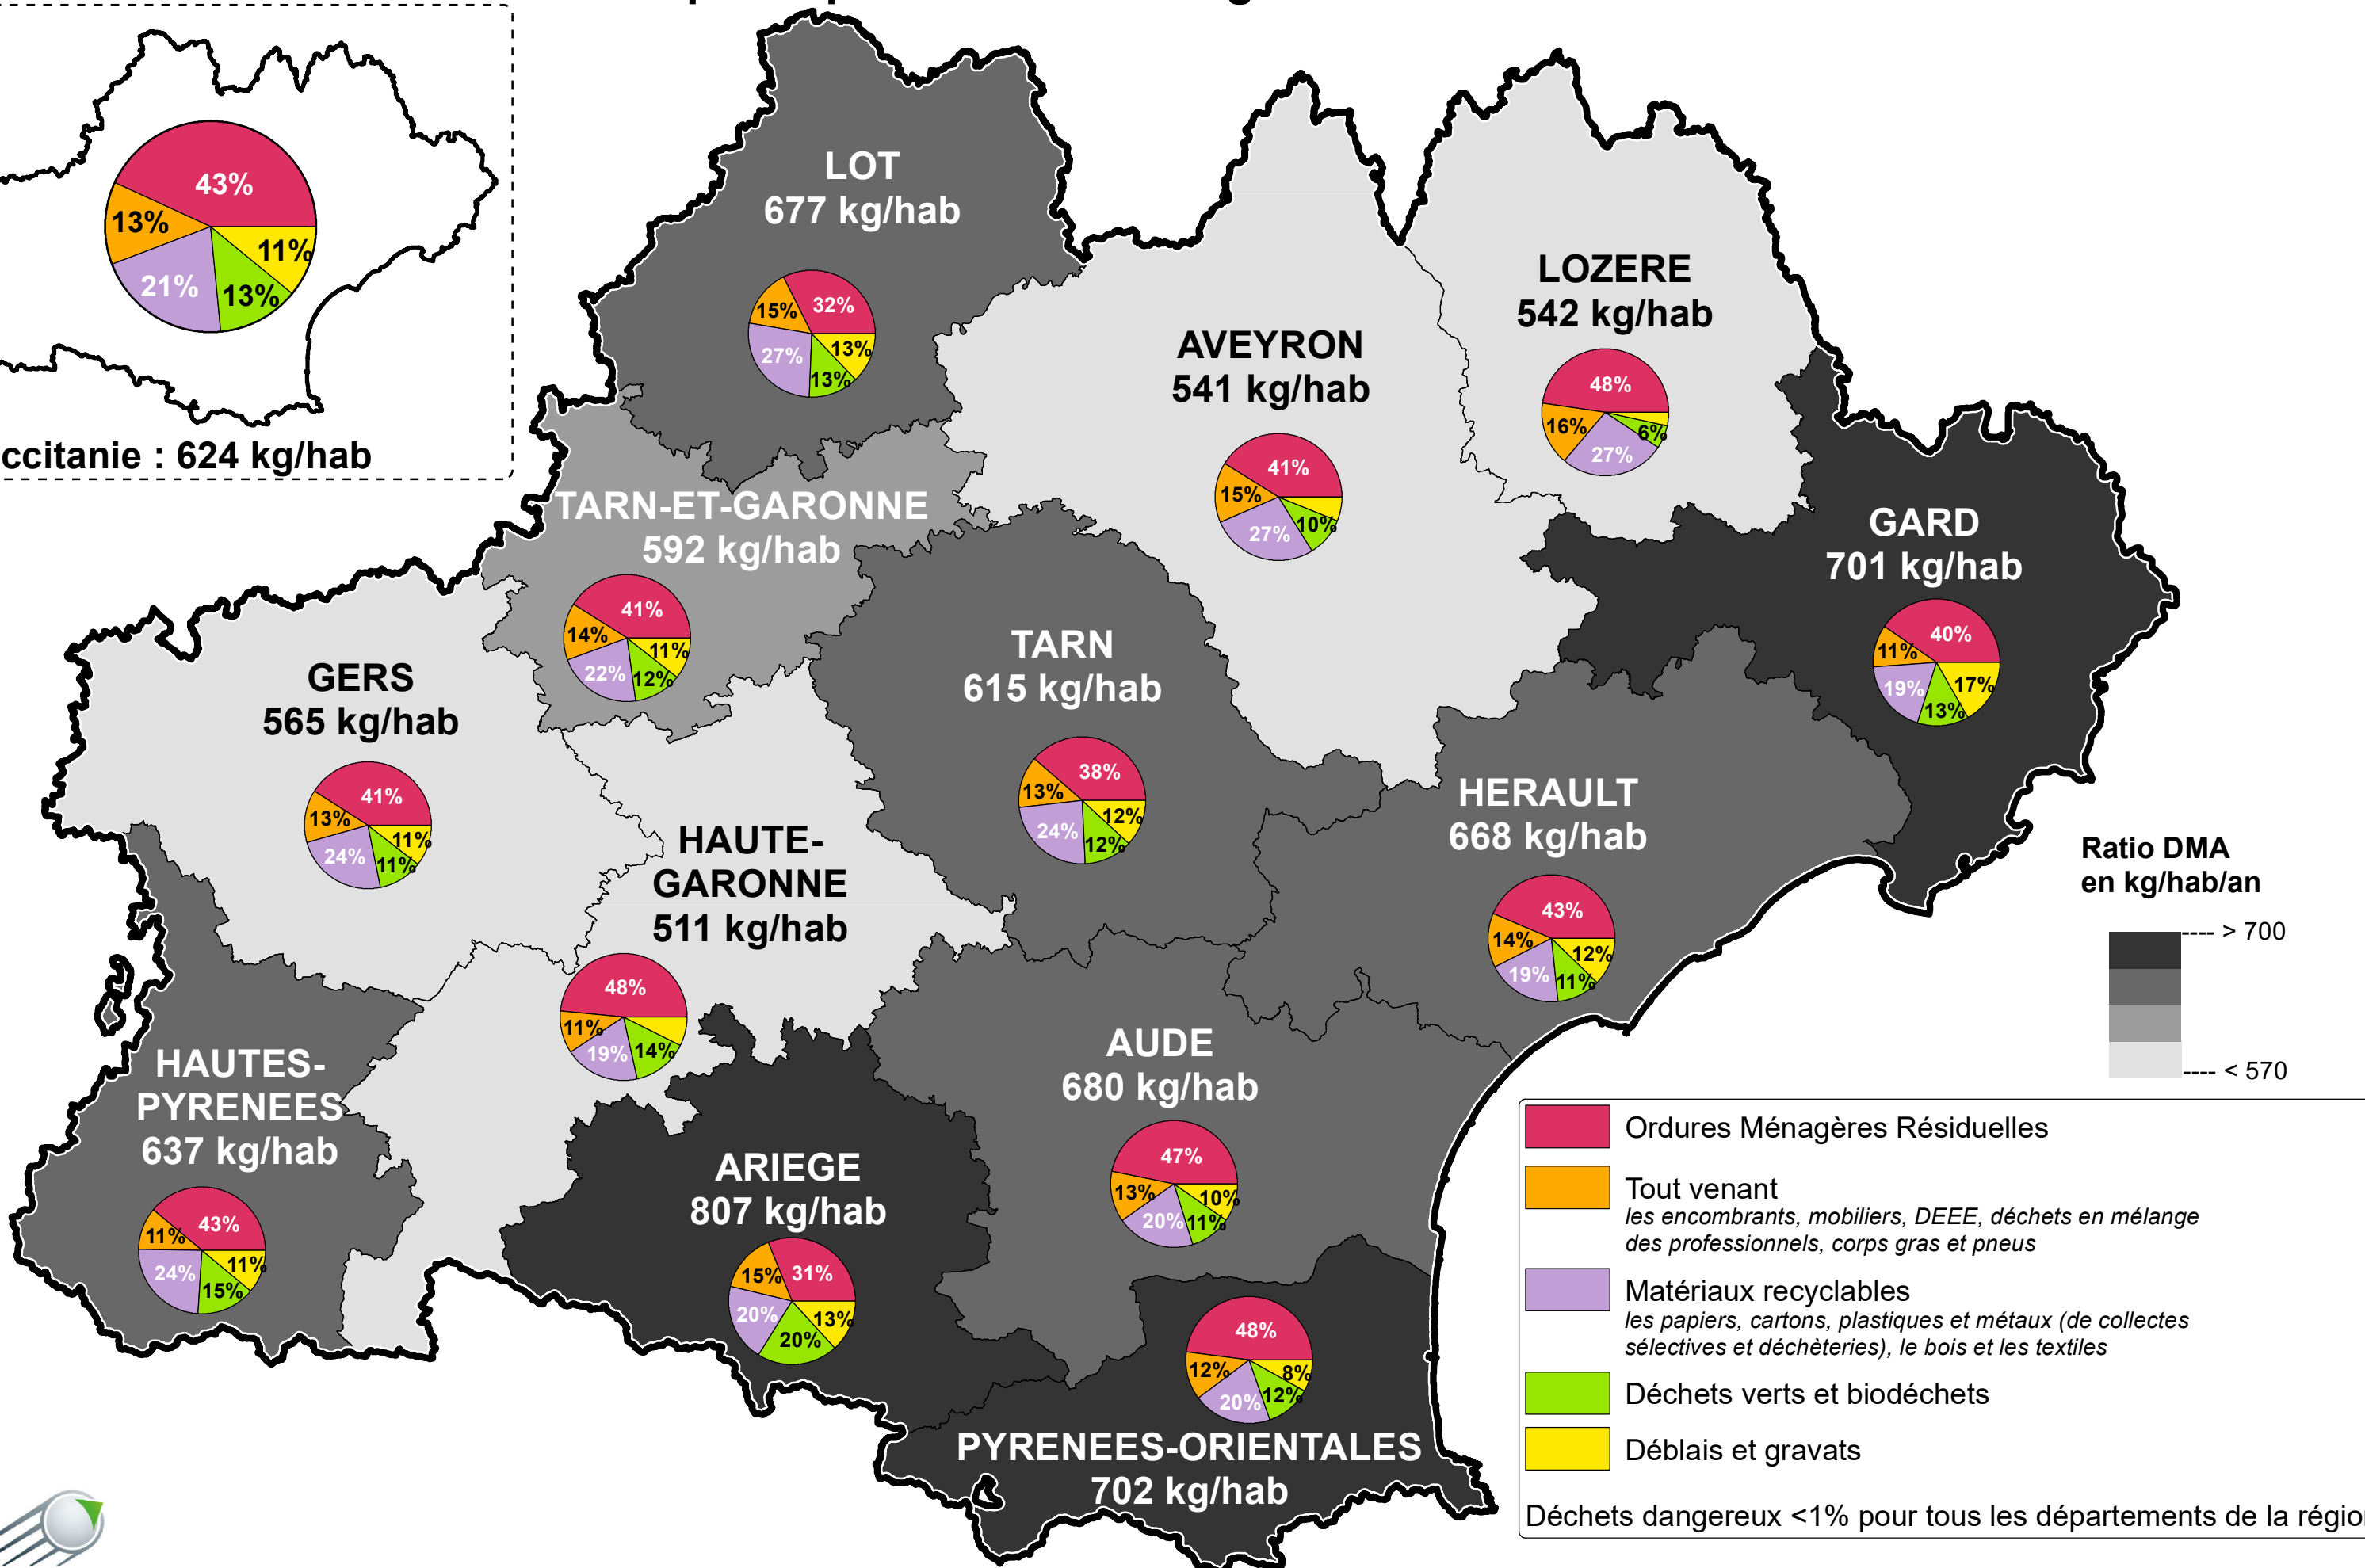 43%
13%
11%
21%
13%
ccitanie : 624 kg/hab
LOT
677 kg/hab
32%
15%
13%
27%
13%
LOZERE
542 kg/hab
48%
16%
6%
27%
AVEYRON
541 kg/hab
41%
15%
10%
27%
TARN-ET-GARONNE
592 kg/hab
41%
14%
11%
22%
12%
GARD
701 kg/hab
40%
11%
17%
19%
13%
GERS
565 kg/hab
41%
13%
11%
24%
11%
TARN
615 kg/hab
38%
13%
12%
24%
12%
HAUTE-
GARONNE
511 kg/hab
48%
11%
19%
14%
HERAULT
668 kg/hab
43%
14%
12%
19%
11%
HAUTES-
PYRENEES
637 kg/hab
43%
11%
11%
24%
15%
ARIEGE
807 kg/hab
31%
15%
13%
20%
20%
AUDE
680 kg/hab
47%
13%
10%
20%
11%
PYRENEES-ORIENTALES
702 kg/hab
48%
12%
8%
20%
12%
Ratio DMA
en kg/hab/an
---- > 700
---- < 570
Ordures Ménagères Résiduelles
Tout venant
les encombrants, mobiliers, DEEE, déchets en mélange
des professionnels, corps gras et pneus
Matériaux recyclables
les papiers, cartons, plastiques et métaux (de collectes
sélectives et déchèteries), le bois et les textiles
Déchets verts et biodéchets
Déblais et gravats
Déchets dangereux <1% pour tous les départements de la régio